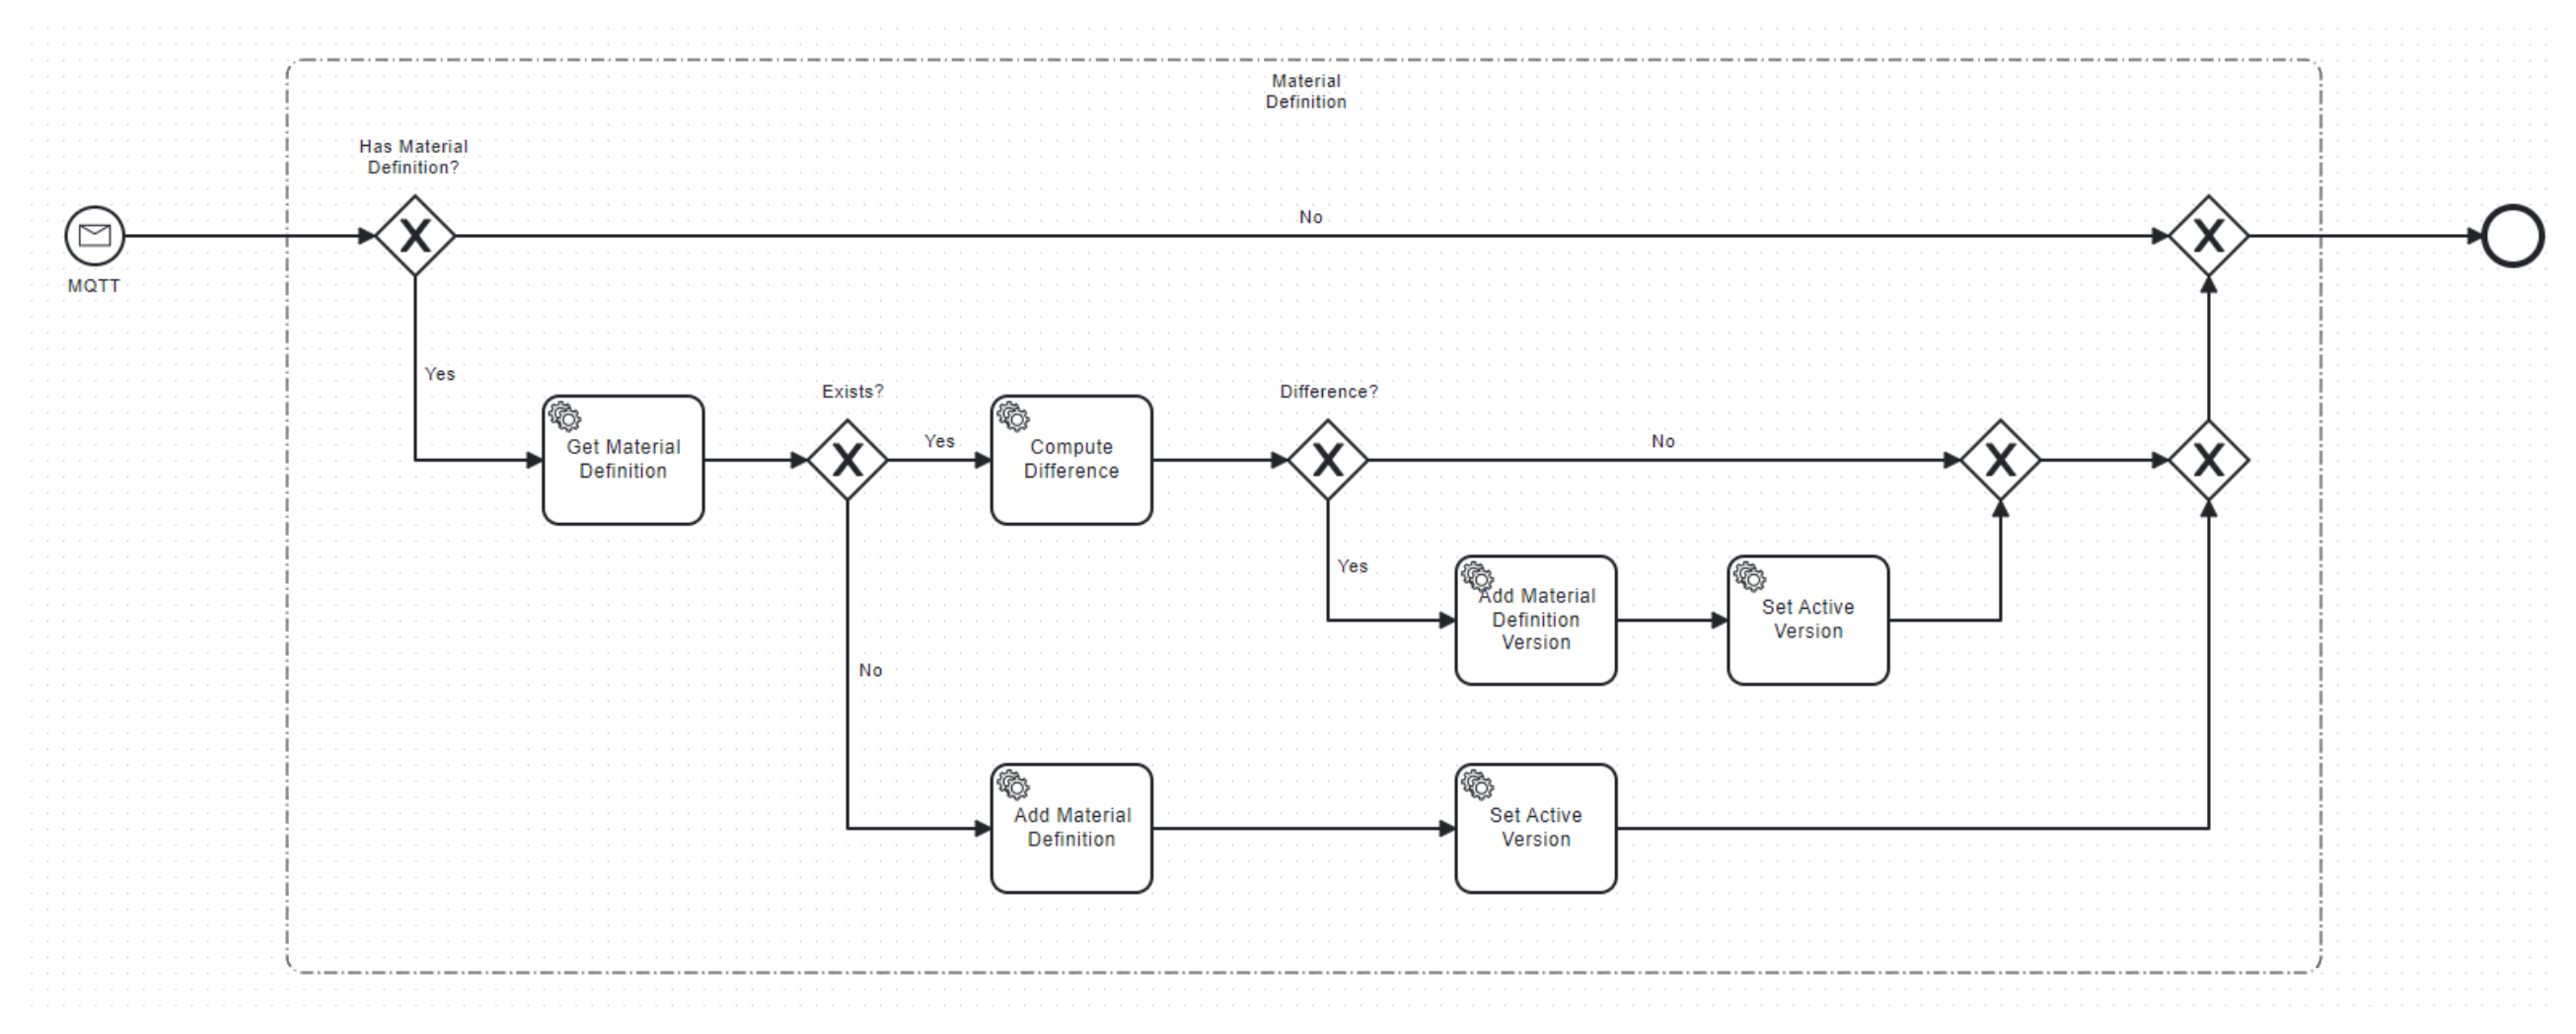 Material
Definition
Has Material
Definition?
No
MQTT
Yes
Get Material
Definition
Exists?
Yes
Compute
Difference
Difference?
No
Yes
Add Material
Definition
Version
Set Active
Version
No
Add Material
Definition
Set Active
Version